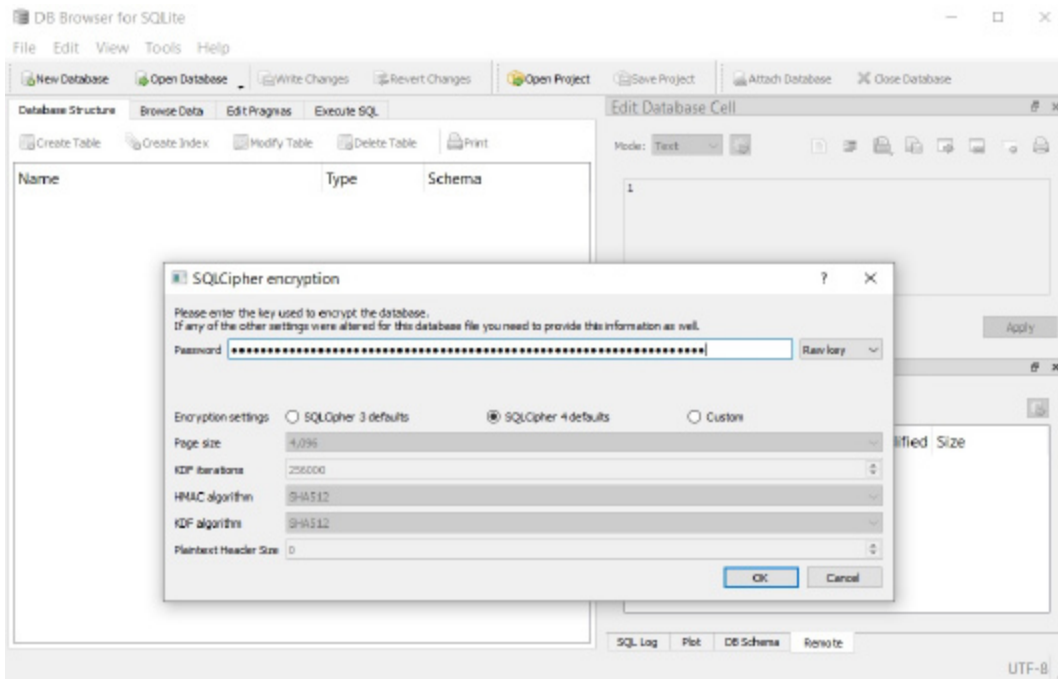 DB Browser for SQLite
File Edit View Tools Help
New Database Open Database Write Changes Revert Changes Open Project Save Project Attach Database Close Database
Database Structure Browse Data Edit Pragmas Execute SQL
Edit Database Cell
Create Table Create Index Modify Table Delete Table Print
Mode: Text
Name Type Schema
1
SQLCipher encryption
Please enter the key used to encrypt the database.
If any of the other settings were altered for this database file you need to provide this information as well.
Password Raw key
Apply
Encryption settings SQLCipher 3 defaults SQLCipher 4 defaults Custom
Page size 4,096
KDF iterations 256000
HMAC algorithm SHA512
KDF algorithm SHA512
Plaintext Header Size 0
OK Cancel
ified Size
SQL Log Plot DB Schema Remote
UTF-8